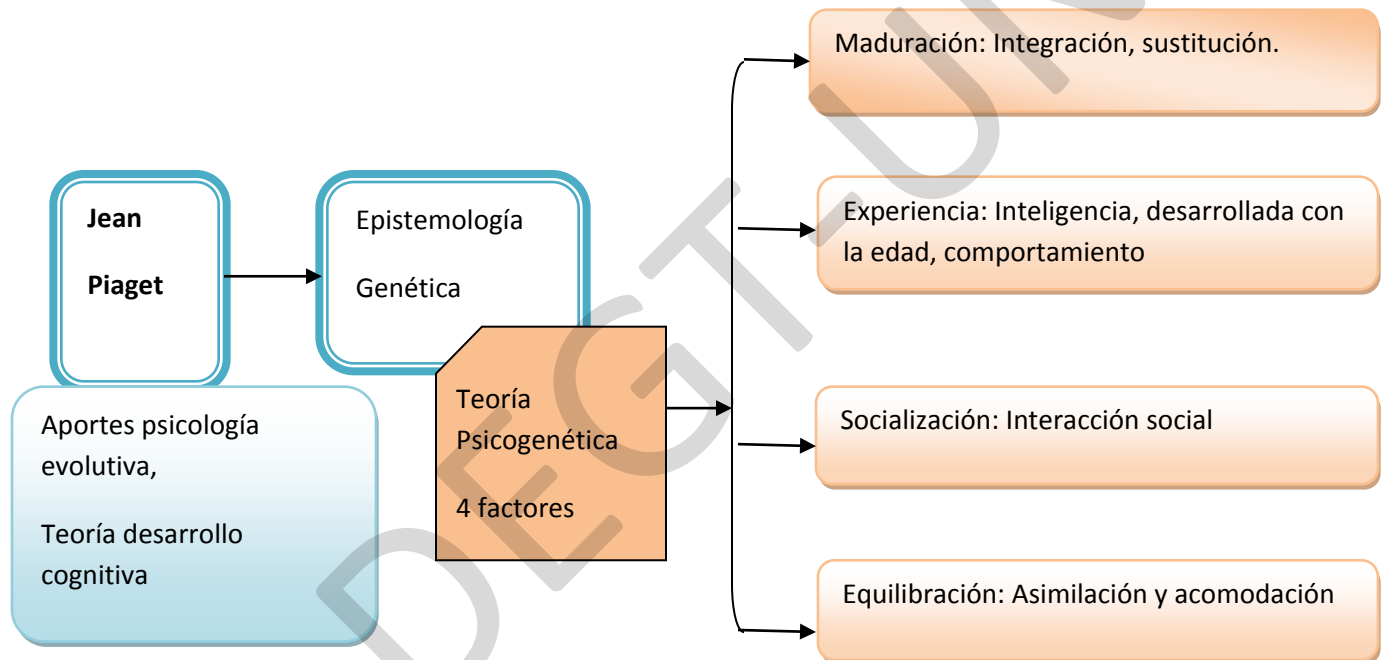 Jean
Piaget
Aportes psicología
evolutiva,
Teoría desarrollo
cognitiva
Epistemología
Genética
Teoría
Psicogenética
4 factores
Maduración: Integración, sustitución.
Experiencia: Inteligencia, desarrollada con
la edad, comportamiento
Socialización: Interacción social
Equilibración: Asimilación y acomodación